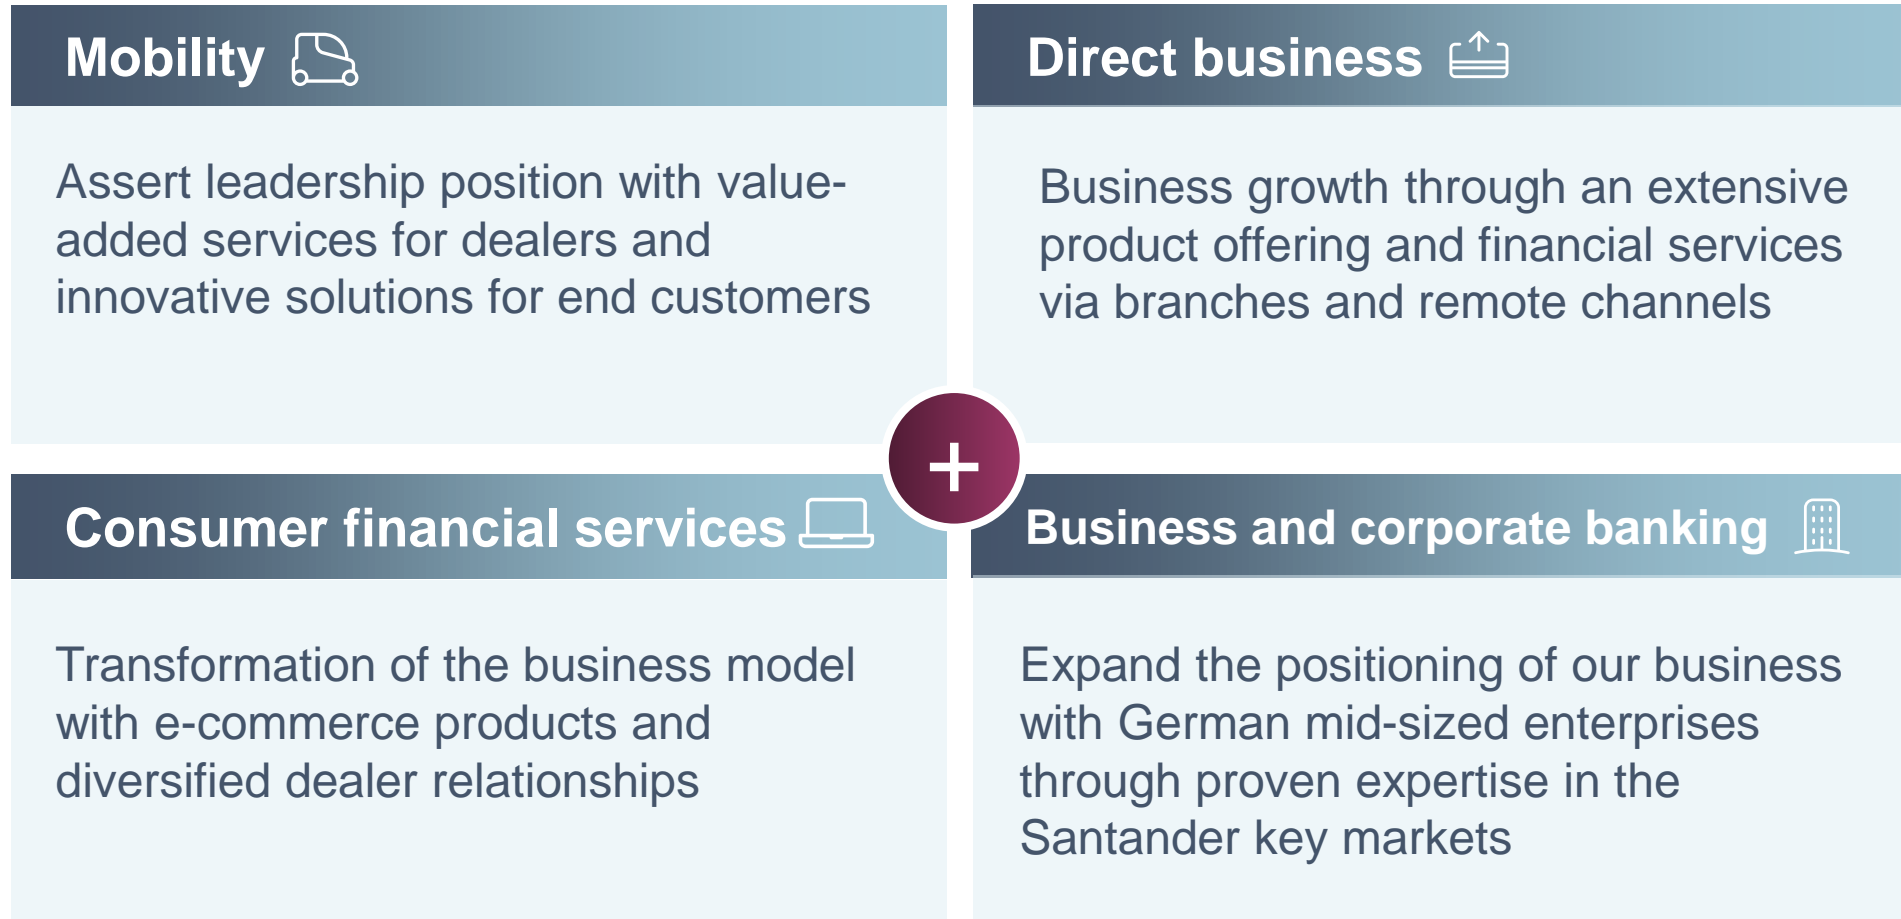 Mobility
Assert leadership position with value-
added services for dealers and
innovative solutions for end customers
Direct business
Business growth through an extensive
product offering and financial services
via branches and remote channels
+
Consumer financial services
Transformation of the business model
with e-commerce products and
diversified dealer relationships
Business and corporate banking
Expand the positioning of our business
with German mid-sized enterprises
through proven expertise in the
Santander key markets